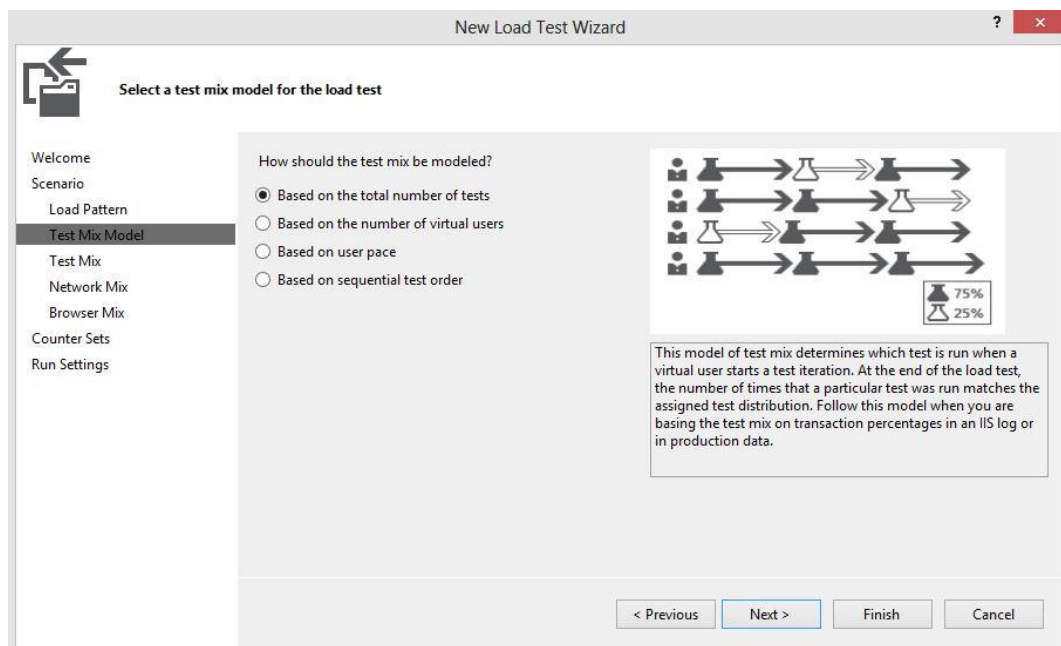 New Load Test Wizard
?
x
Select a test mix model for the load test
Welcome
Scenario
Load Pattern
Test Mix Model
Test Mix
Network Mix
Browser Mix
Counter Sets
Run Settings
How should the test mix be modeled?
Based on the total number of tests
Based on the number of virtual users
Based on user pace
Based on sequential test order
75%
25%
This model of test mix determines which test is run when a
virtual user starts a test iteration. At the end of the load test,
the number of times that a particular test was run matches the
assigned test distribution. Follow this model when you are
basing the test mix on transaction percentages in an IIS log or
in production data.
< Previous
Next >
Finish
Cancel